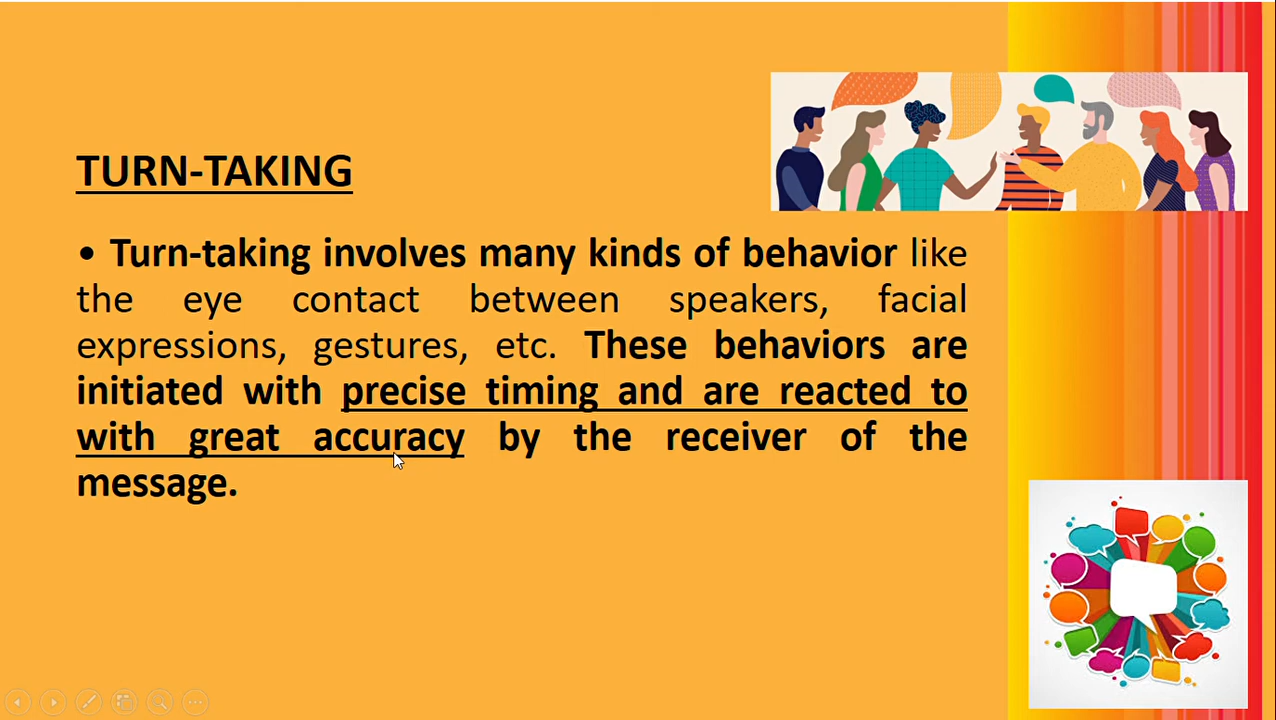 TURN-TAKING
• Turn-taking involves many kinds of behavior like
the eye contact between speakers, facial
expressions, gestures, etc. These behaviors are
initiated with precise timing and are reacted to
with great accuracy by the receiver of the
message.